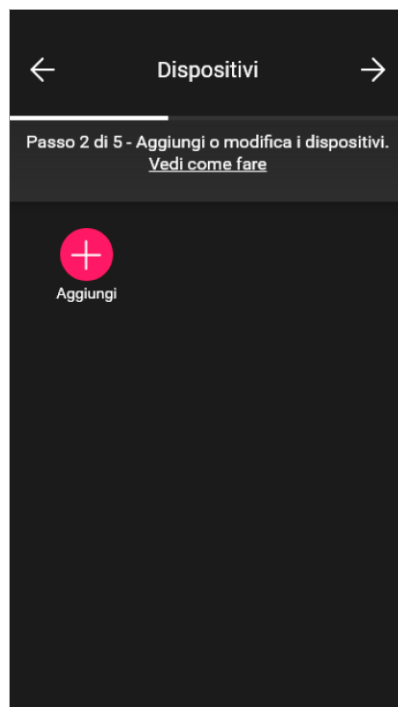 Dispositivi
Passo 2 di 5 - Aggiungi o modifica i dispositivi.
Vedi come fare
Aggiungi